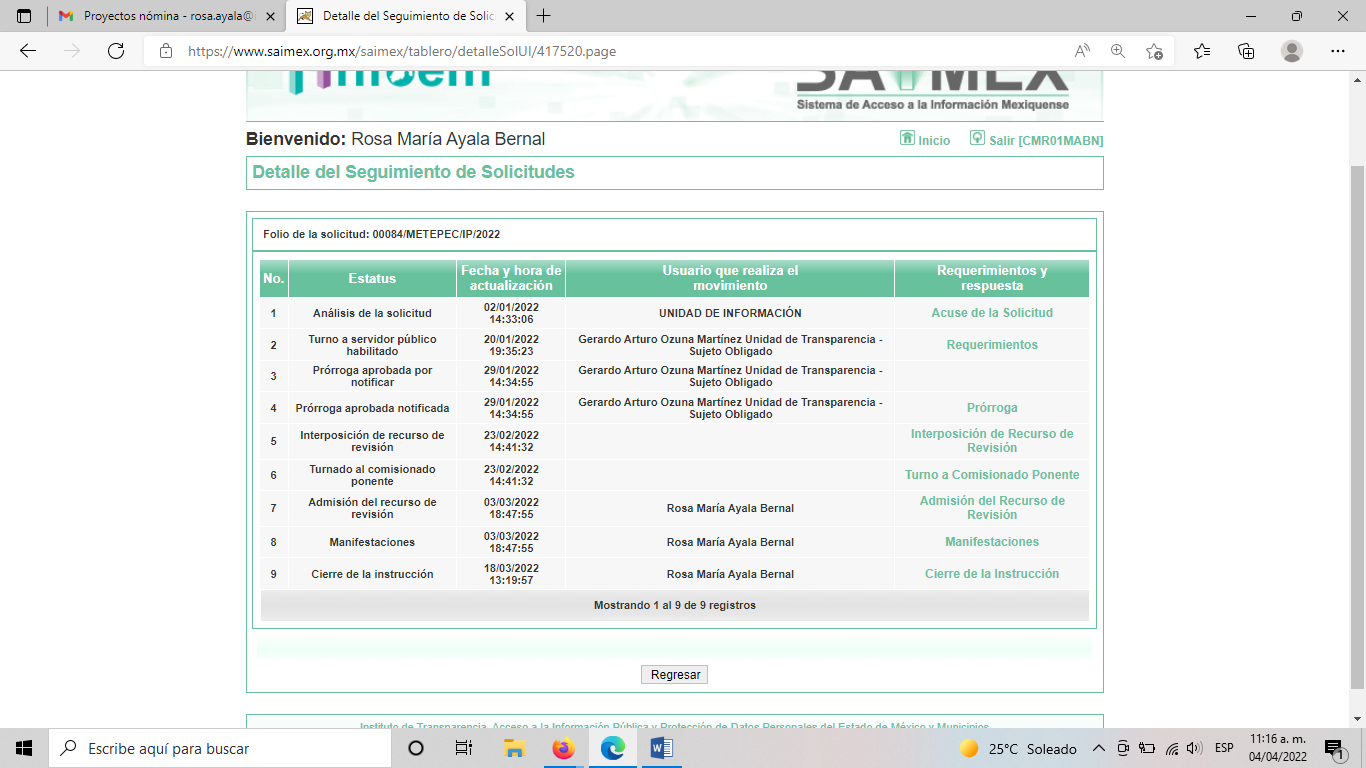 Proyectos nómina - rosa.ayala@i
Detalle del Seguimiento de Solic
https://www.saimex.org.mx/saimex/tablero/detalleSolUI/417520.page
SAIMEX
Sistema de Acceso a la Información Mexiquense
Bienvenido: Rosa María Ayala Bernal
Inicio
Salir [CMR01MABN]
Detalle del Seguimiento de Solicitudes
Folio de la solicitud: 00084/METEPEC/IP/2022
No.
Estatus
Fecha y hora de
actualización
Usuario que realiza el
movimiento
Requerimientos y
respuesta
1
Análisis de la solicitud
02/01/2022
14:33:06
UNIDAD DE INFORMACIÓN
Acuse de la Solicitud
2
Turno a servidor público
habilitado
20/01/2022
19:35:23
Gerardo Arturo Ozuna Martínez Unidad de Transparencia -
Sujeto Obligado
Requerimientos
3
Prórroga aprobada por
notificar
29/01/2022
14:34:55
Gerardo Arturo Ozuna Martínez Unidad de Transparencia -
Sujeto Obligado
4
Prórroga aprobada notificada
29/01/2022
14:34:55
Gerardo Arturo Ozuna Martínez Unidad de Transparencia -
Sujeto Obligado
Prórroga
5
Interposición de recurso de
revisión
23/02/2022
14:41:32
Interposición de Recurso de
Revisión
6
Turnado al comisionado
ponente
23/02/2022
14:41:32
Turno a Comisionado Ponente
7
Admisión del recurso de
revisión
03/03/2022
18:47:55
Rosa María Ayala Bernal
Admisión del Recurso de
Revisión
8
Manifestaciones
03/03/2022
18:47:55
Rosa María Ayala Bernal
Manifestaciones
9
Cierre de la instrucción
18/03/2022
13:19:57
Rosa María Ayala Bernal
Cierre de la Instrucción
Mostrando 1 al 9 de 9 registros
Regresar
Instituto de Transparencia, Acceso a la Información Pública y Protección de Datos Personales del Estado de México y Municipios
Escribe aquí para buscar
25°C Soleado
ESP
11:16 a. m.
04/04/2022
1